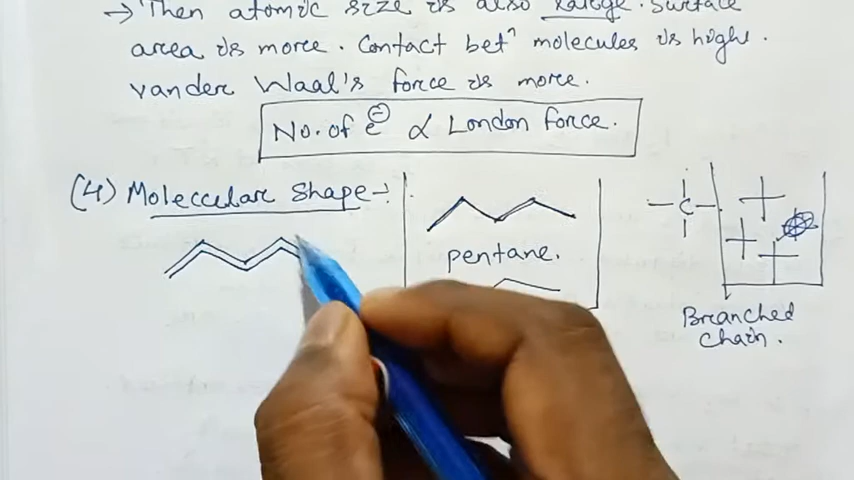 → Then atomic size is also large. Surface
area is more. Contact betⁿ molecules is high.
vander Waal's force is more.
No. of e⊖ ∝ London force.
(4) Moleccular Shape→:
pentane.
C
Branched
Chain.